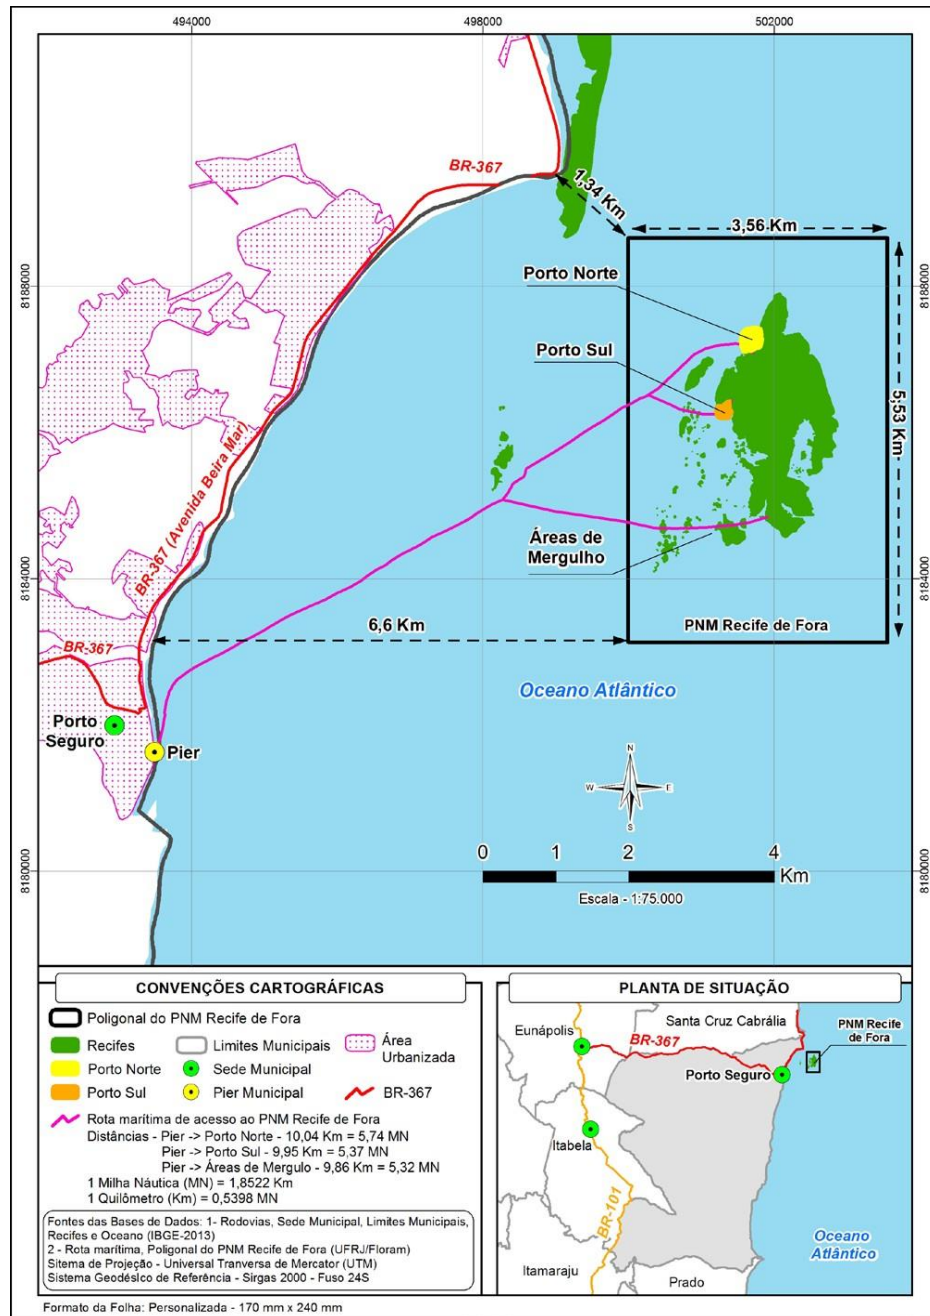 494000
498000
502000
BR-367
1,34 Km
3,56 Km
8188000
8188000
Porto Norte
Porto Sul
5,53 Km
BR-367 (Avenida Beira Mar)
Áreas de
Mergulho
8184000
8184000
6,6 Km
PNM Recife de Fora
BR-367
Oceano Atlântico
Porto
Seguro
Pier
N
W
E
S
0
1
2
4
Km
Escala - 1:75.000
8180000
8180000
CONVENÇÕES CARTOGRÁFICAS
Poligonal do PNM Recife de Fora
Recifes
Limites Municipais
Área
Urbanizada
Porto Norte
Sede Municipal
Porto Sul
Pier Municipal
BR-367
Rota marítima de acesso ao PNM Recife de Fora
Distâncias - Pier -> Porto Norte - 10,04 Km = 5,74 MN
Pier -> Porto Sul - 9,95 Km = 5,37 MN
Pier -> Áreas de Mergulo - 9,86 Km = 5,32 MN
1 Milha Náutica (MN) = 1,8522 Km
1 Quilômetro (Km) = 0,5398 MN
Fontes das Bases de Dados: 1- Rodovias, Sede Municipal, Limites Municipais,
Recifes e Oceano (IBGE-2013)
2 - Rota marítima, Poligonal do PNM Recife de Fora (UFRJ/Floram)
Sitema de Projeção - Universal Tranversa de Mercator (UTM)
Sistema Geodésico de Referência - Sirgas 2000 - Fuso 24S
Formato da Folha: Personalizada - 170 mm x 240 mm
PLANTA DE SITUAÇÃO
Santa Cruz Cabrália
Eunápolis
BR-367
PNM Recife
de Fora
Porto Seguro
Itabela
BR-101
Oceano
Atlântico
Itamaraju
Prado